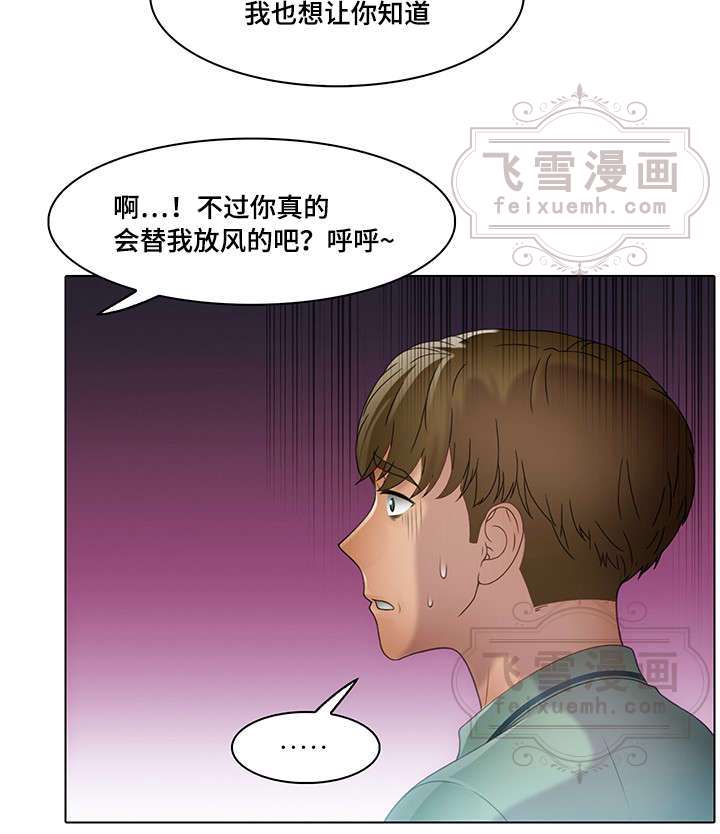 我也想让你知道
飞雪漫画
feixuemh.com
啊...！不过你真的
会替我放风的吧？呼呼~
飞雪漫画
feixuemh.com
.....